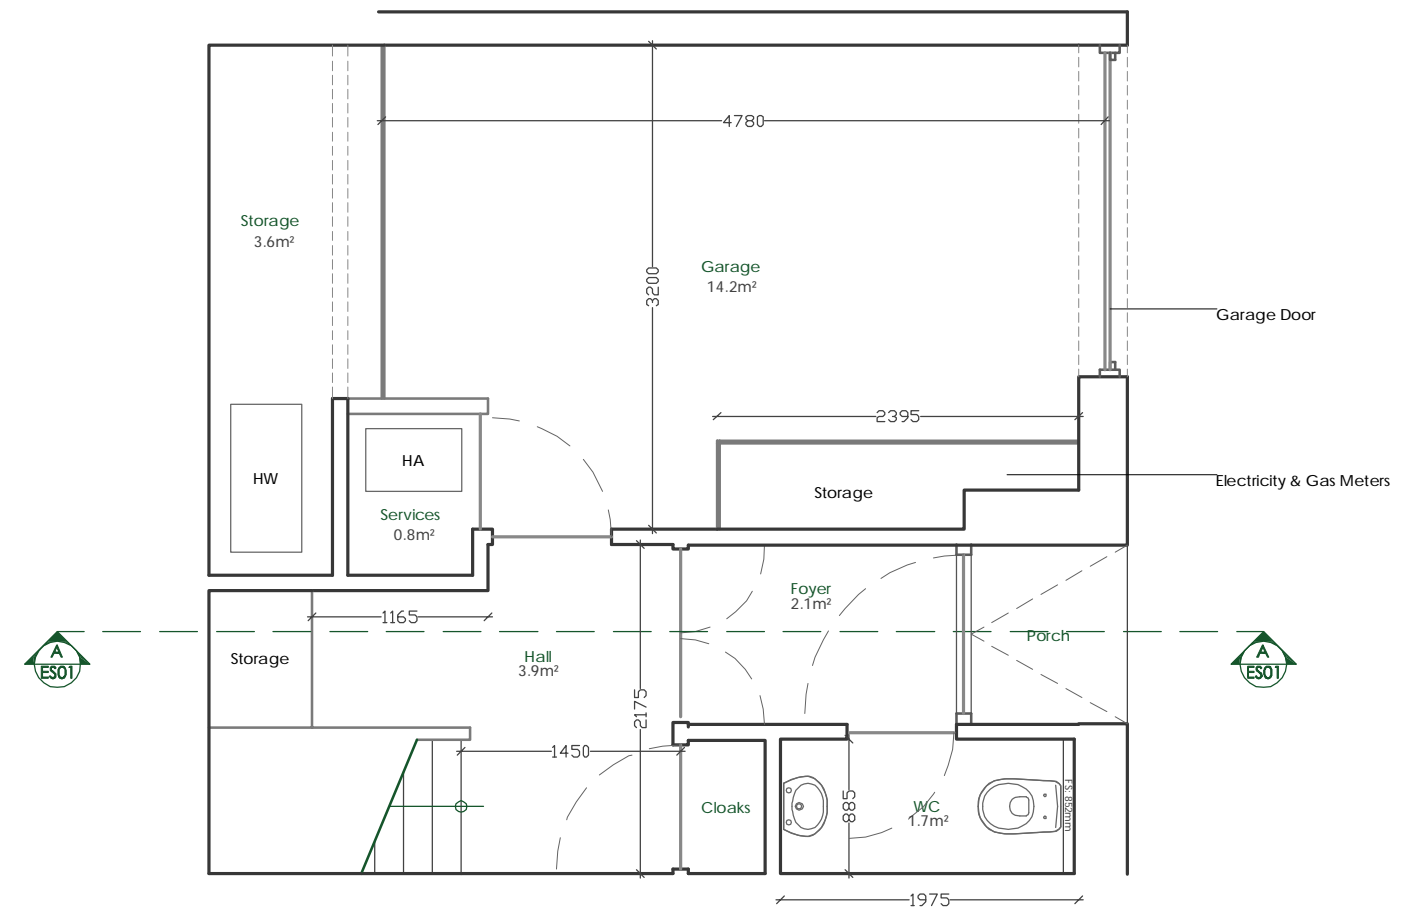 4780
Storage
3.6m²
Garage
14.2m²
3200
Garage Door
2395
HA
HW
Storage
Electricity & Gas Meters
Services
0.8m²
Foyer
2.1m²
1165
Porch
A
ES01
Storage
Hall
3.9m²
A
ES01
2175
1450
Cloaks
885
WC
1.7m²
FS: 852mm
1975